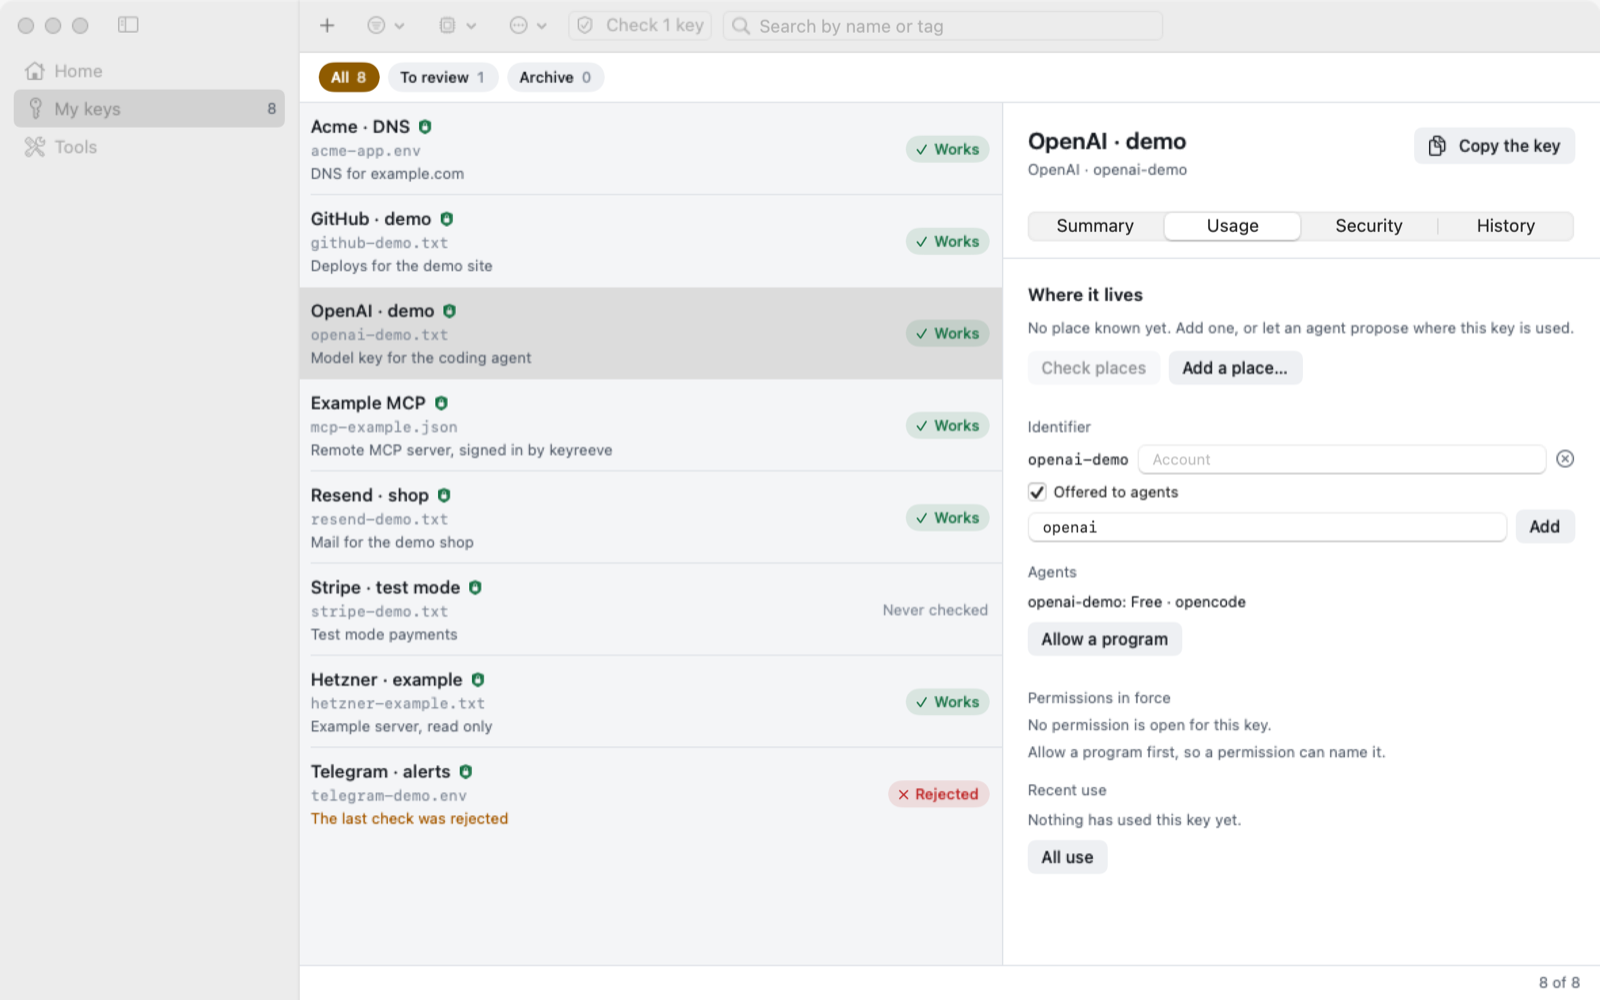 Check 1 key
Search by name or tag
Home
My keys 8
Tools
All 8
To review 1
Archive 0
Acme · DNS
acme-app.env
DNS for example.com
Works
GitHub · demo
github-demo.txt
Deploys for the demo site
Works
OpenAI · demo
openai-demo.txt
Model key for the coding agent
Works
Example MCP
mcp-example.json
Remote MCP server, signed in by keyreeve
Works
Resend · shop
resend-demo.txt
Mail for the demo shop
Works
Stripe · test mode
stripe-demo.txt
Test mode payments
Never checked
Hetzner · example
hetzner-example.txt
Example server, read only
Works
Telegram · alerts
telegram-demo.env
The last check was rejected
Rejected
OpenAI · demo
OpenAI · openai-demo
Copy the key
Summary
Usage
Security
History
Where it lives
No place known yet. Add one, or let an agent propose where this key is used.
Check places
Add a place...
Identifier
openai-demo
Account
Offered to agents
openai
Add
Agents
openai-demo: Free · opencode
Allow a program
Permissions in force
No permission is open for this key.
Allow a program first, so a permission can name it.
Recent use
Nothing has used this key yet.
All use
8 of 8